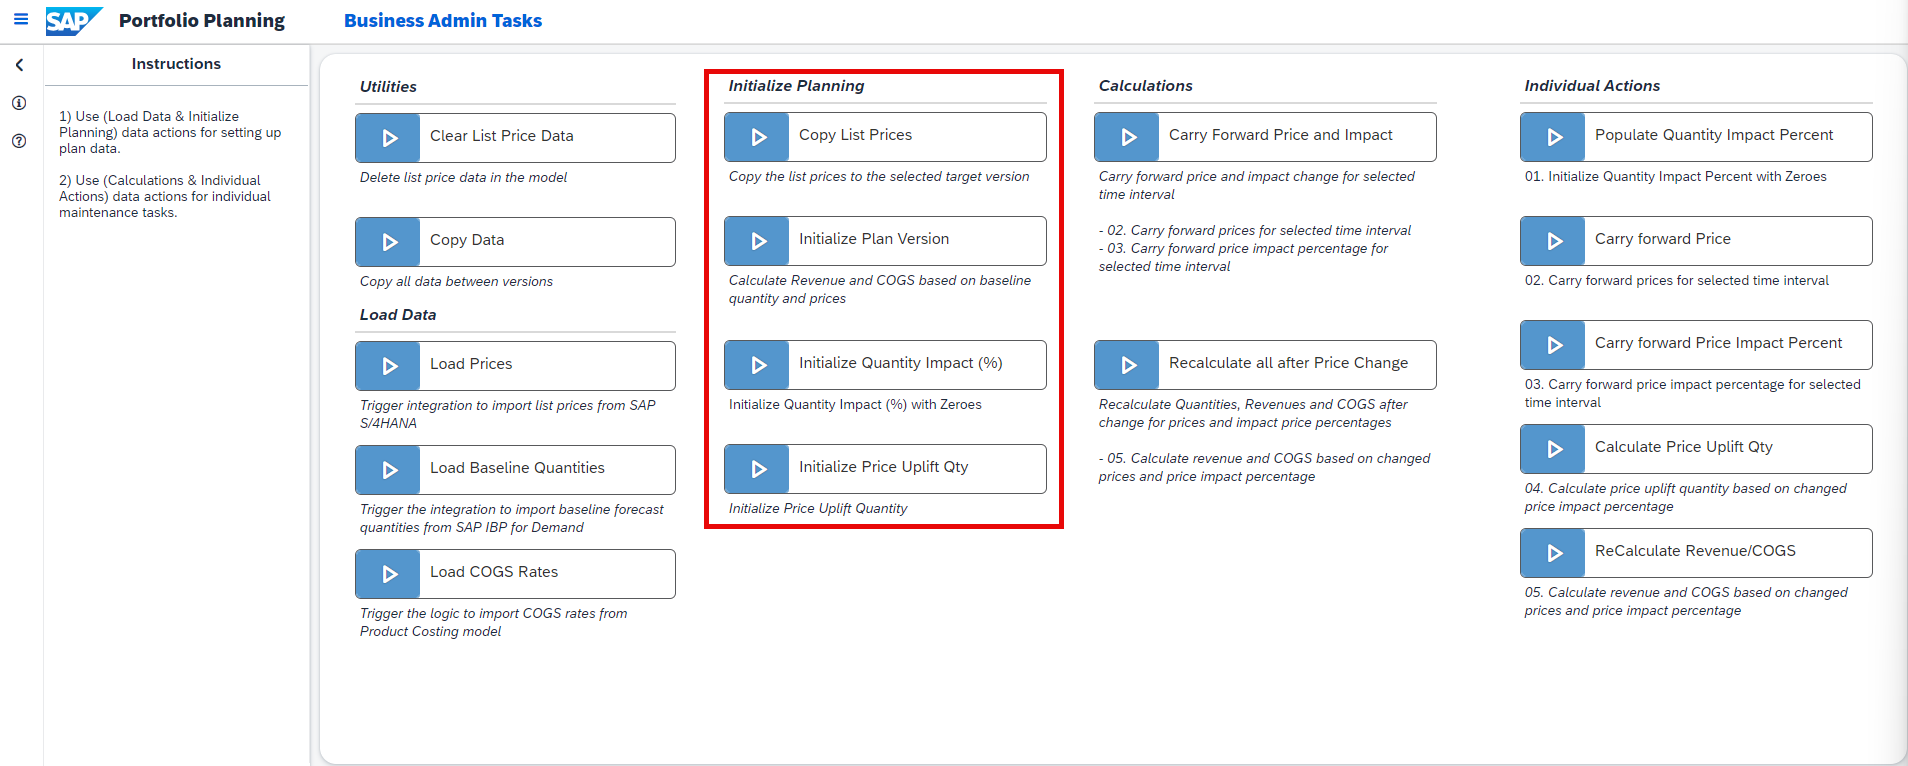 SAP Portfolio Planning Business Admin Tasks
Instructions
1) Use (Load Data & Initialize
Planning) data actions for setting up
plan data.
2) Use (Calculations & Individual
Actions) data actions for individual
maintenance tasks.
Utilities
Clear List Price Data
Delete list price data in the model
Copy Data
Copy all data between versions
Load Data
Load Prices
Trigger integration to import list prices from SAP
S/4HANA
Load Baseline Quantities
Trigger the integration to import baseline forecast
quantities from SAP IBP for Demand
Load COGS Rates
Trigger the logic to import COGS rates from
Product Costing model
Initialize Planning
Copy List Prices
Copy the list prices to the selected target version
Initialize Plan Version
Calculate Revenue and COGS based on baseline
quantity and prices
Initialize Quantity Impact (%)
Initialize Quantity Impact (%) with Zeroes
Initialize Price Uplift Qty
Initialize Price Uplift Quantity
Calculations
Carry Forward Price and Impact
Carry forward price and impact change for selected
time interval
- 02. Carry forward prices for selected time interval
- 03. Carry forward price impact percentage for
selected time interval
Recalculate all after Price Change
Recalculate Quantities, Revenues and COGS after
change for prices and impact price percentages
- 05. Calculate revenue and COGS based on changed
prices and price impact percentage
Individual Actions
Populate Quantity Impact Percent
01. Initialize Quantity Impact Percent with Zeroes
Carry forward Price
02. Carry forward prices for selected time interval
Carry forward Price Impact Percent
03. Carry forward price impact percentage for selected
time interval
Calculate Price Uplift Qty
04. Calculate price uplift quantity based on changed
price impact percentage
ReCalculate Revenue/COGS
05. Calculate revenue and COGS based on changed
prices and price impact percentage